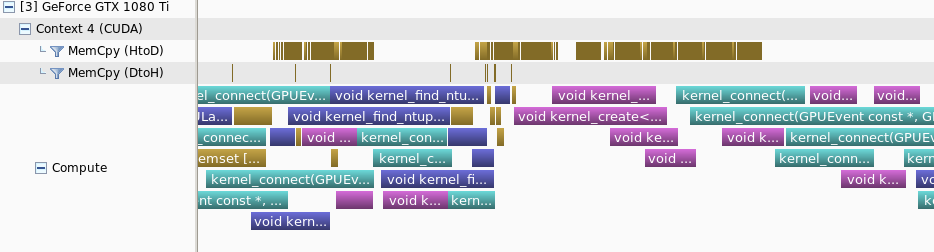 [3] GeForce GTX 1080 Ti
Context 4 (CUDA)
MemCpy (HtoD)
MemCpy (DtoH)
el_connect(GPUEv... void kernel_find_ntu... void kernel_... kernel_connect(... void... void...
ULa... void kernel_find_ntup... void kernel_create<... kernel_connect(GPUEvent const *, G
_connec... void ... kernel_con... void ke... void k... kernel_connect(GPUEv
Compute
emset [... kernel_c... void ... kernel_conn... kern
kernel_connect(GPUEv... void kernel_fi... void k... vo
nt const *, ... void k... kern... k
void kern...